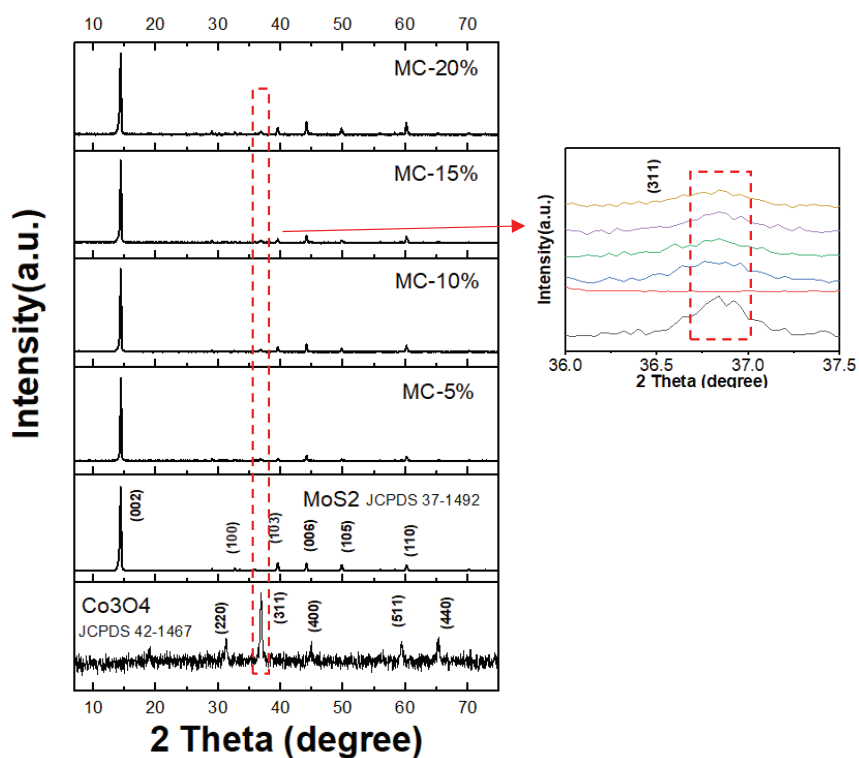 10 20 30 40 50 60 70
MC-20%
MC-15%
MC-10%
MC-5%
MoS2 JCPDS 37-1492
(002)
(100)
(103)
(006)
(105)
(110)
Co3O4
JCPDS 42-1467
(220)
(311)
(400)
(511)
(440)
10 20 30 40 50 60 70
2 Theta (degree)
Intensity(a.u.)
(311)
Intensity(a.u.)
36.0 36.5 37.0 37.5
2 Theta (degree)